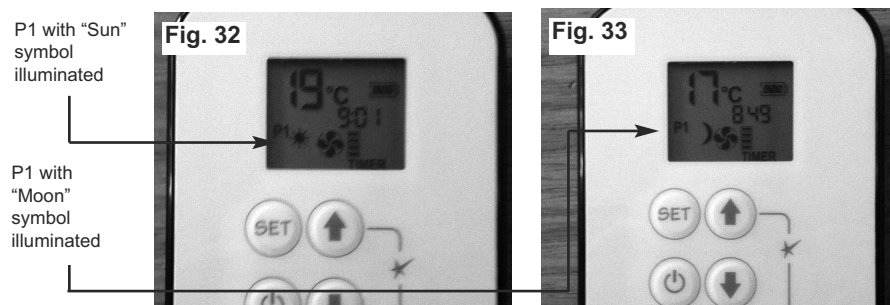 P1 with “Sun”
symbol
illuminated
P1 with
“Moon”
symbol
illuminated
Fig. 32
19 °C
9:01
P1
TIMER
SET
Fig. 33
17 °C
8:49
P1
TIMER
SET